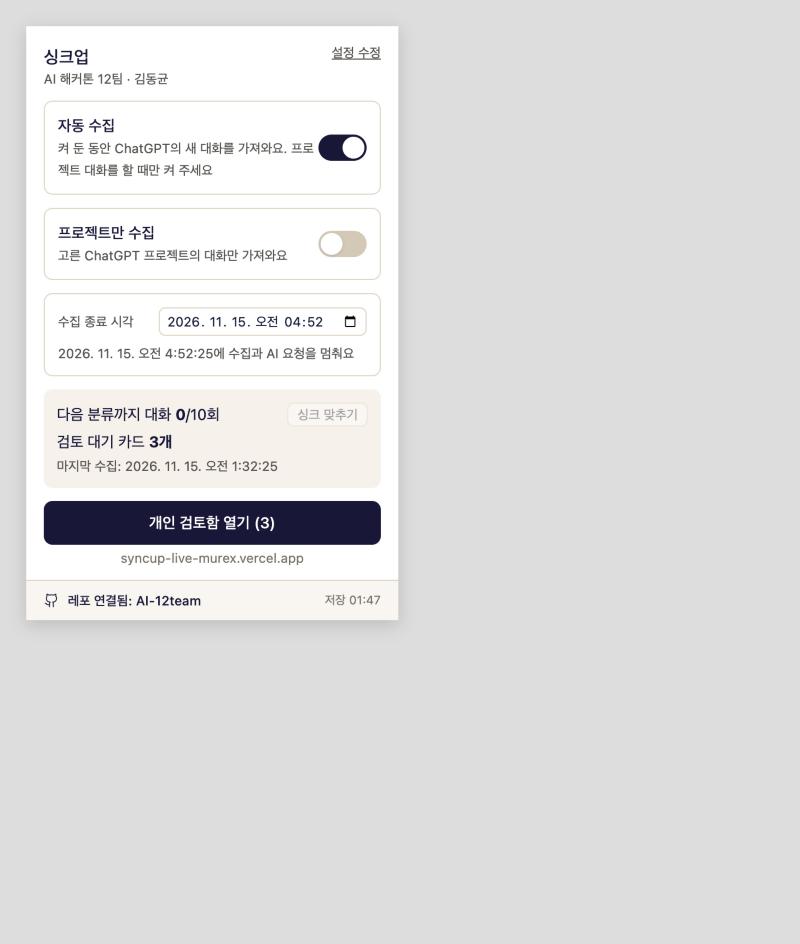 싱크업
설정 수정
AI 해커톤 12팀 · 김동균
자동 수집
켜 둔 동안 ChatGPT의 새 대화를 가져와요. 프로
젝트 대화를 할 때만 켜 주세요
프로젝트만 수집
고른 ChatGPT 프로젝트의 대화만 가져와요
수집 종료 시각
2026. 11. 15. 오전 04:52
2026. 11. 15. 오전 4:52:25에 수집과 AI 요청을 멈춰요
다음 분류까지 대화 0/10회
싱크 맞추기
검토 대기 카드 3개
마지막 수집: 2026. 11. 15. 오전 1:32:25
개인 검토함 열기 (3)
syncup-live-murex.vercel.app
레포 연결됨: AI-12team
저장 01:47